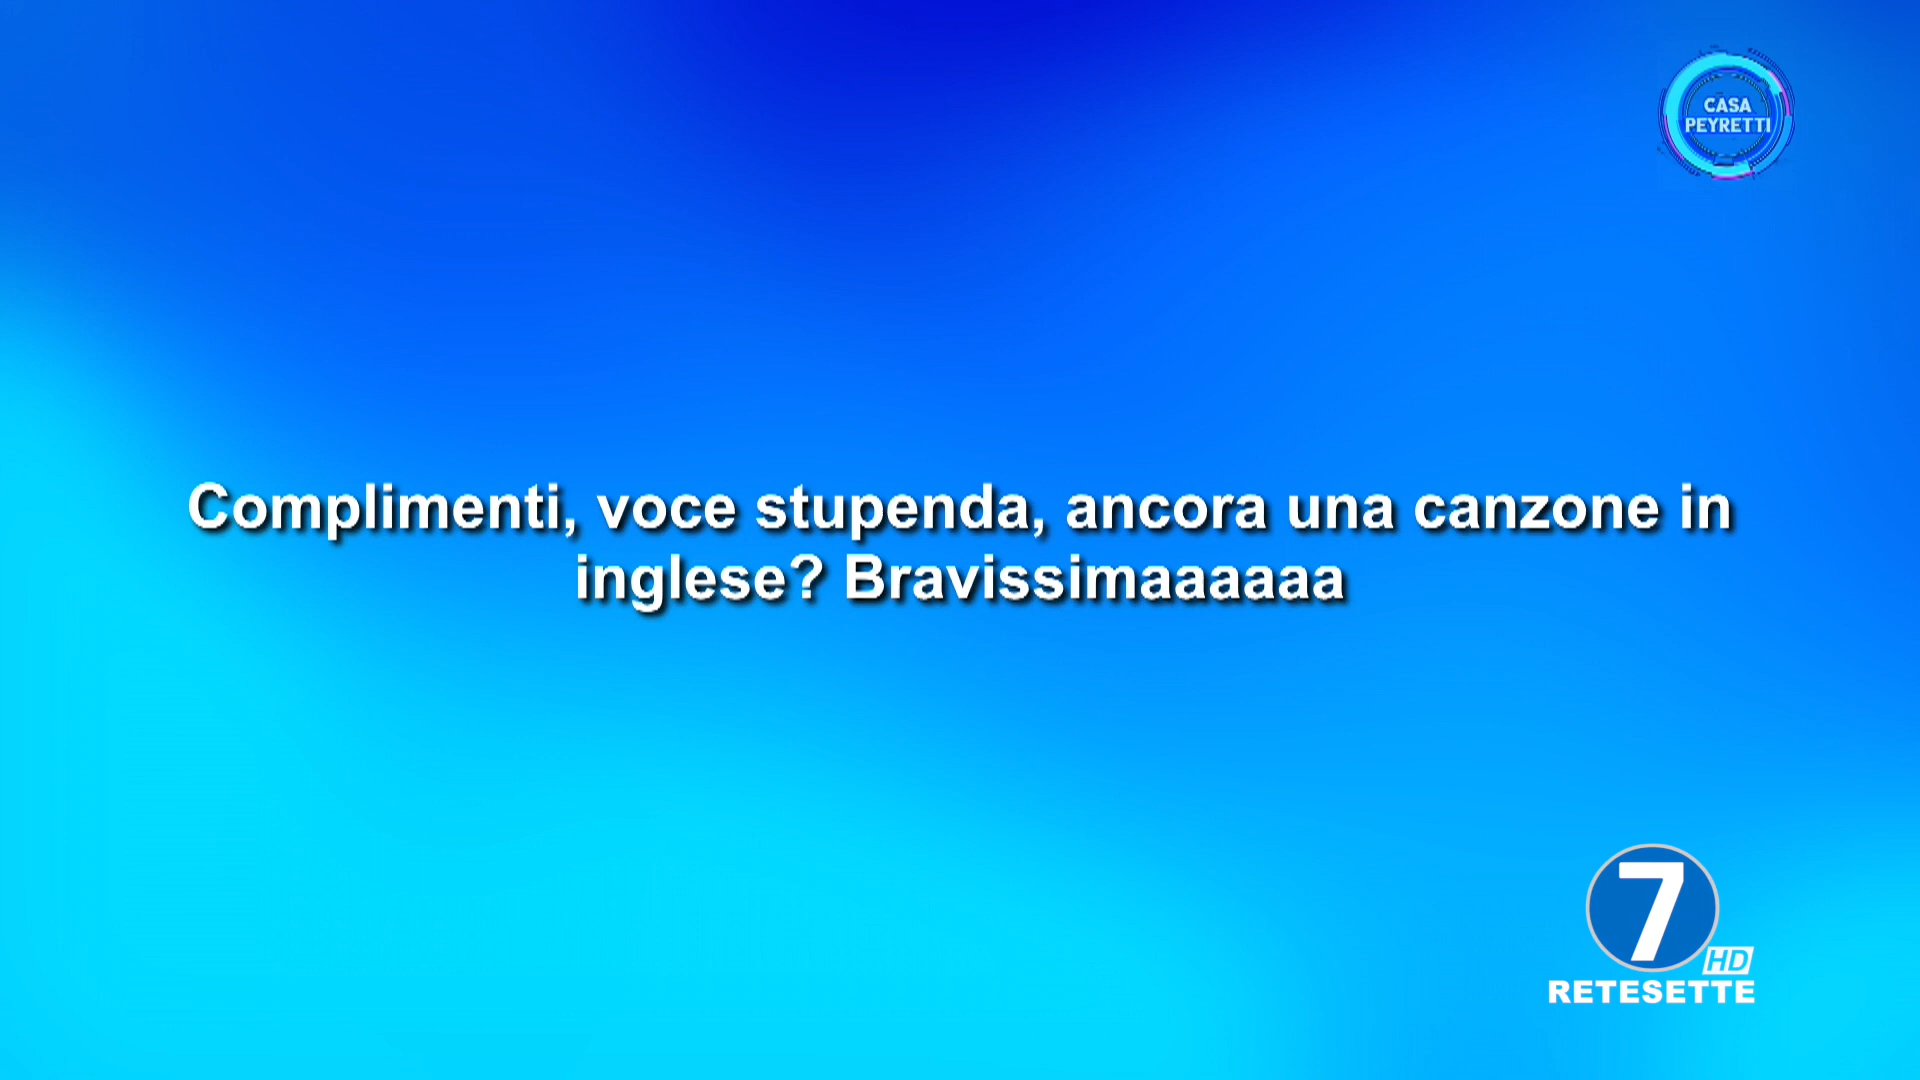 CASA
PEYRETTI
Complimenti, voce stupenda, ancora una canzone in
inglese? Bravissimaaaaaa
7
HD
RETESETTE